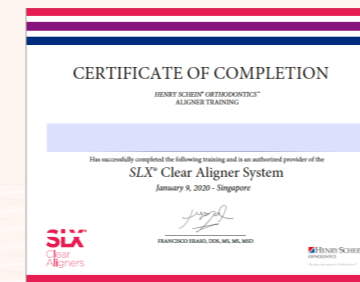 CERTIFICATE OF COMPLETION
HENRY SCHEIN® ORTHODONTICS™
ALIGNER TRAINING
Has successfully completed the following training and is an authorized provider of the
SLX® Clear Aligner System
January 9, 2020 - Singapore
FRANCISCO ERASO, DDS, MS, MS, MSD
SLX®
Clear
Aligners
HENRY SCHEIN
ORTHODONTICS